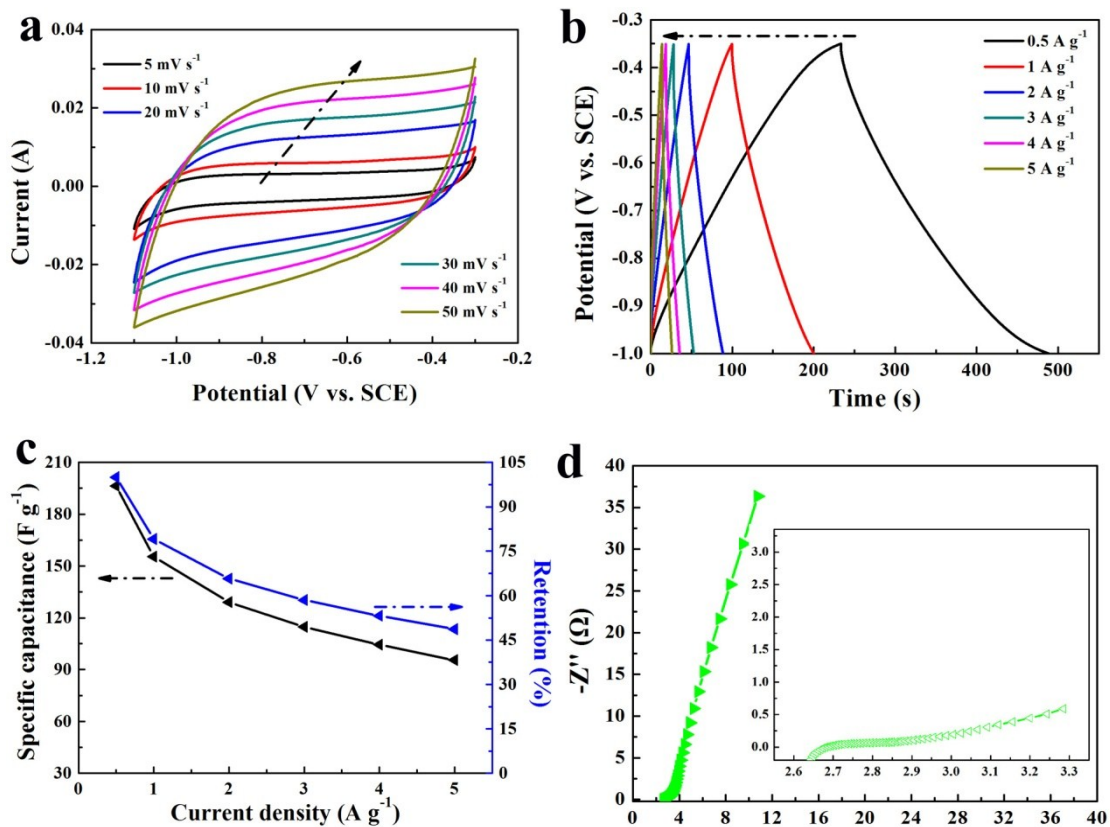 a
0.04
0.02
0.00
-0.02
-0.04
Current (A)
5 mV s⁻¹
10 mV s⁻¹
20 mV s⁻¹
30 mV s⁻¹
40 mV s⁻¹
50 mV s⁻¹
-1.2 -1.0 -0.8 -0.6 -0.4 -0.2
Potential (V vs. SCE)
b
-0.3
-0.4
-0.5
-0.6
-0.7
-0.8
-0.9
-1.0
Potential (V vs. SCE)
0.5 A g⁻¹
1 A g⁻¹
2 A g⁻¹
3 A g⁻¹
4 A g⁻¹
5 A g⁻¹
0 100 200 300 400 500
Time (s)
c
210
180
150
120
90
60
30
Specific capacitance (F g⁻¹)
105
90
75
60
45
30
15
0
Retention (%)
1 2 3 4 5
Current density (A g⁻¹)
d
40
35
30
25
20
15
10
5
0
-Z'' (Ω)
3.0
2.5
2.0
1.5
1.0
0.5
0.0
2.6 2.7 2.8 2.9 3.0 3.1 3.2 3.3
0 4 8 12 16 20 24 28 32 36 40